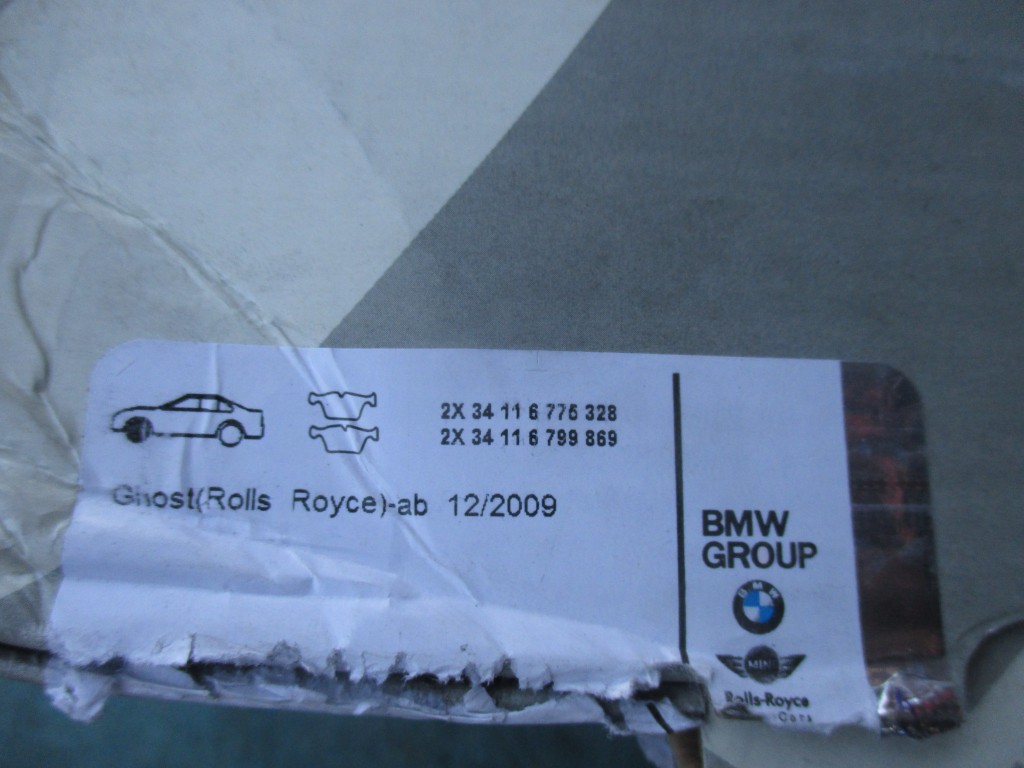 2X 34 11 6 775 328
2X 34 11 6 799 869
Ghost(Rolls Royce)-ab 12/2009
BMW
GROUP
BMW
MINI
Rolls-Royce
Cars